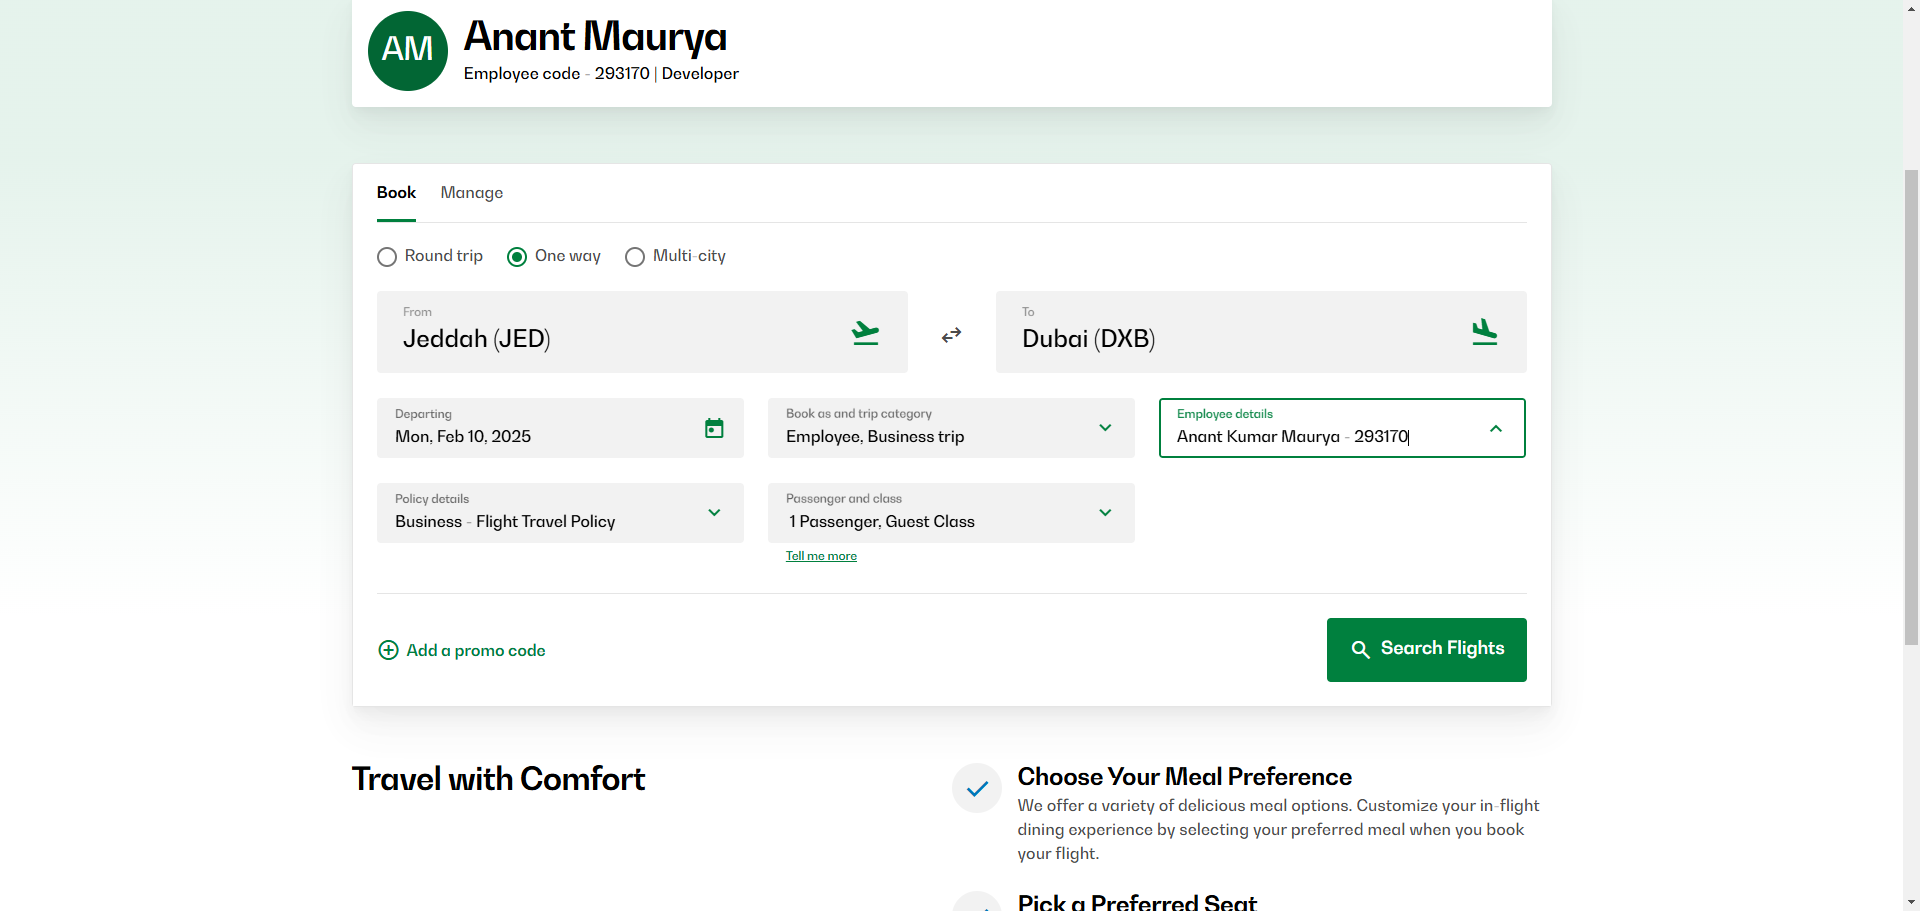 AM
Anant Maurya
Employee code - 293170 | Developer
Book
Manage
Round trip
One way
Multi-city
From
Jeddah (JED)
To
Dubai (DXB)
Departing
Mon, Feb 10, 2025
Book as and trip category
Employee, Business trip
Employee details
Anant Kumar Maurya - 293170
Policy details
Business - Flight Travel Policy
Passenger and class
1 Passenger, Guest Class
Tell me more
Add a promo code
Search Flights
Travel with Comfort
Choose Your Meal Preference
We offer a variety of delicious meal options. Customize your in-flight
dining experience by selecting your preferred meal when you book
your flight.
Pick a Preferred Seat